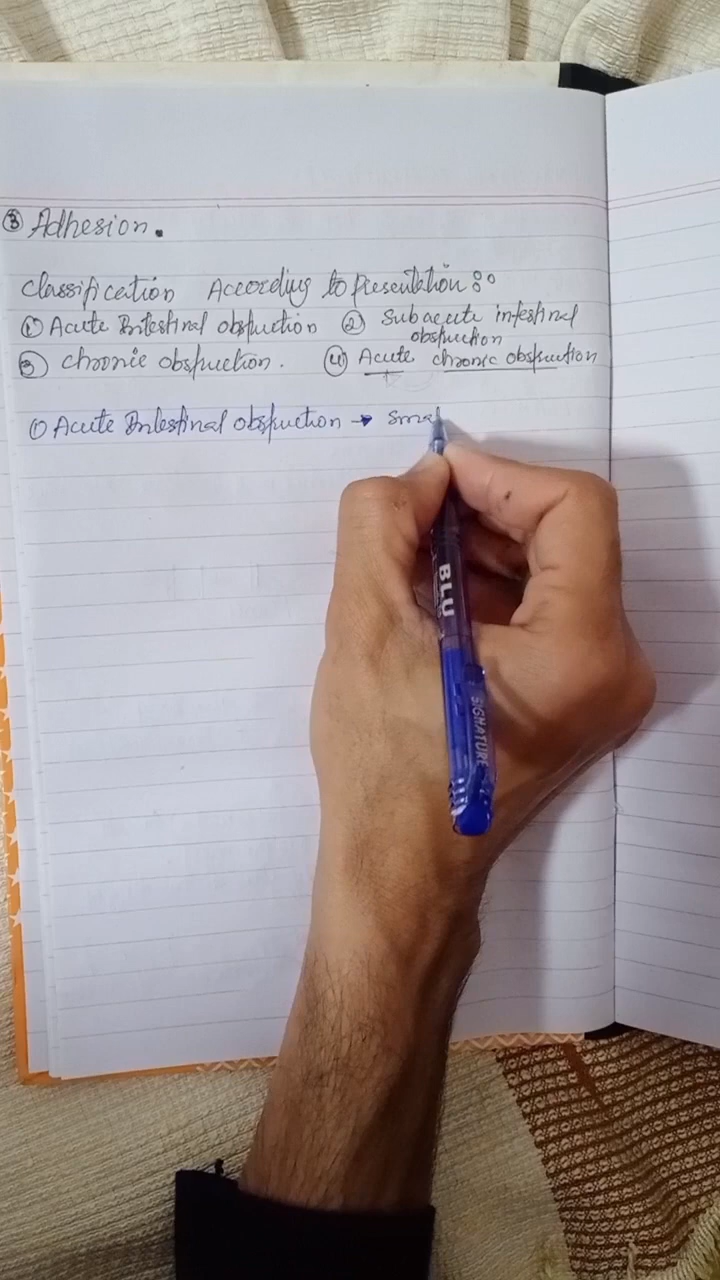 ③ Adhesion.
Classification According to Presentation :
① Acute Intestinal obstruction ② Subacute intestinal obstruction
③ Chronic obstruction. ④ Acute chronic obstruction
① Acute Intestinal obstruction → Smal
BLU
SIGNATURE